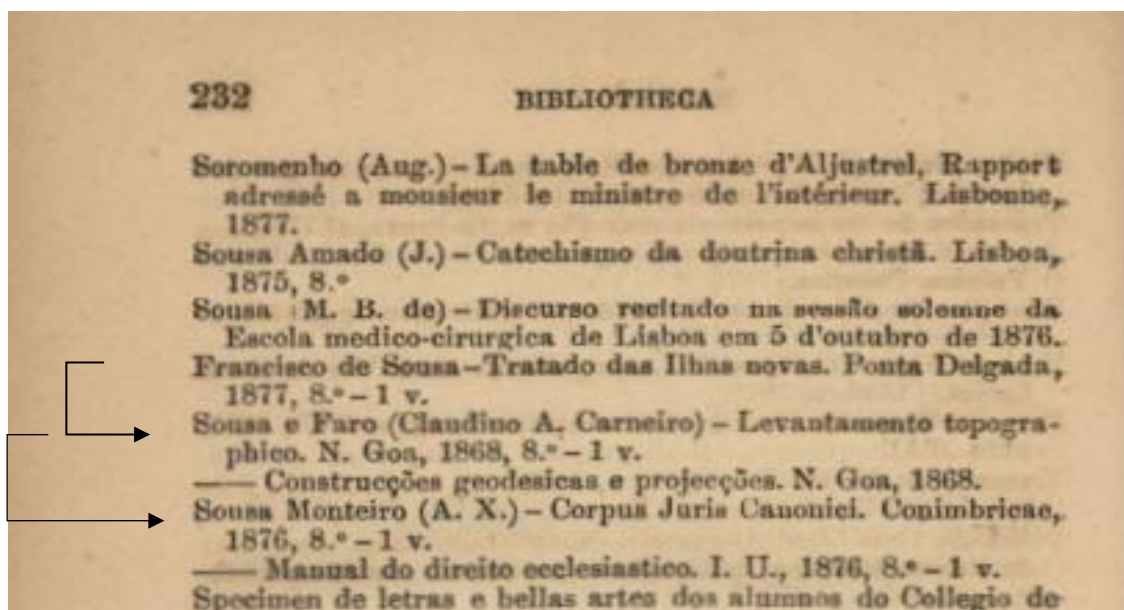 232 BIBLIOTHECA
Soromenho (Aug.) – La table de bronze d'Aljustrel, Rapport
adressé a monsieur le ministre de l'intérieur. Lisbonne,
1877.
Sousa Amado (J.) – Catechismo da doutrina christã. Lisboa,
1875, 8.º
Sousa (M. B. de) – Discurso recitado na sessão solemne da
Escola medico-cirurgica de Lisboa em 5 d'outubro de 1876.
Francisco de Sousa – Tratado das Ilhas novas. Ponta Delgada,
1877, 8.º – 1 v.
Sousa e Faro (Claudino A. Carneiro) – Levantamento topogra-
phico. N. Goa, 1868, 8.º – 1 v.
—— Construcções geodesicas e projecções. N. Goa, 1868.
Sousa Monteiro (A. X.) – Corpus Juris Canonici. Conimbricae,
1876, 8.º – 1 v.
—— Manual do direito ecclesiastico. I. U., 1876, 8.º – 1 v.
Specimen de letras e bellas artes dos alumnos do Collegio de